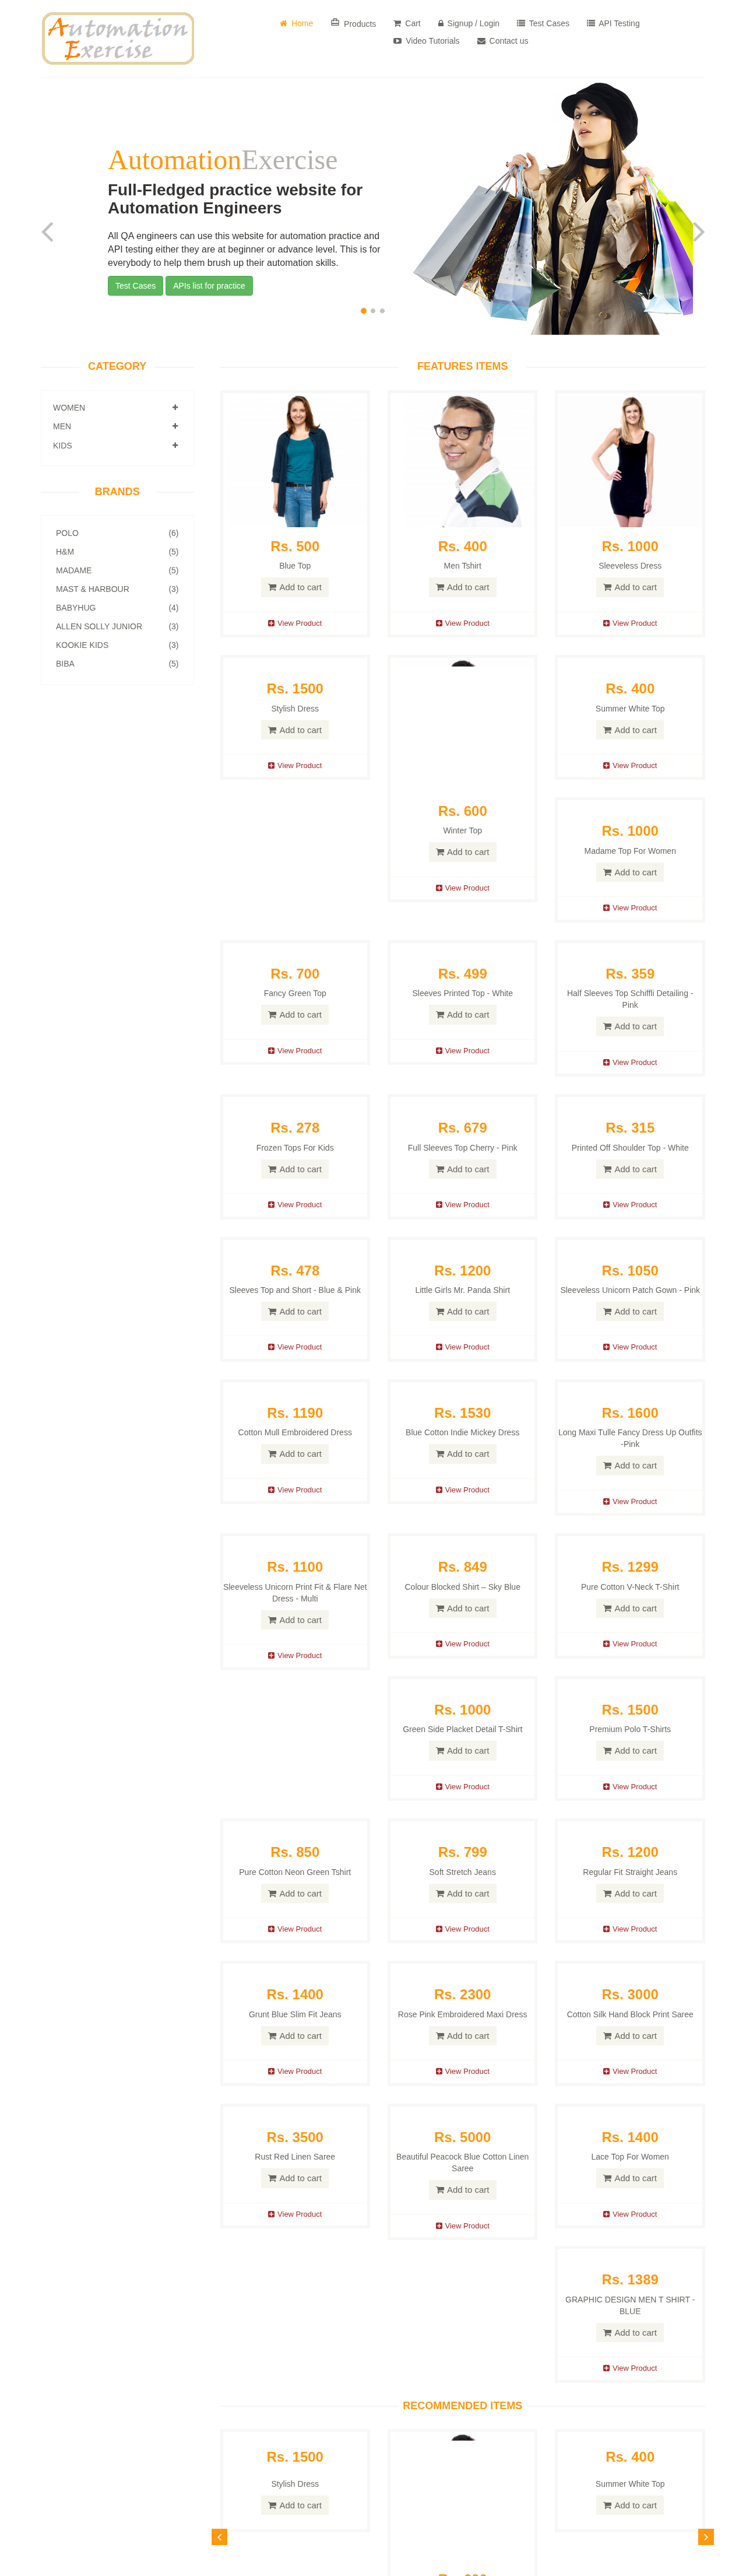 Automation
Exercise
Home
Products
Cart
Signup / Login
Test Cases
API Testing
Video Tutorials
Contact us
AutomationExercise
Full-Fledged practice website for
Automation Engineers
All QA engineers can use this website for automation practice and
API testing either they are at beginner or advance level. This is for
everybody to help them brush up their automation skills.
Test Cases
APIs list for practice
CATEGORY
WOMEN
MEN
KIDS
BRANDS
POLO (6)
H&M (5)
MADAME (5)
MAST & HARBOUR (3)
BABYHUG (4)
ALLEN SOLLY JUNIOR (3)
KOOKIE KIDS (3)
BIBA (5)
FEATURES ITEMS
Rs. 500
Blue Top
Add to cart
View Product
Rs. 400
Men Tshirt
Add to cart
View Product
Rs. 1000
Sleeveless Dress
Add to cart
View Product
Rs. 1500
Stylish Dress
Add to cart
View Product
Rs. 600
Winter Top
Add to cart
View Product
Rs. 400
Summer White Top
Add to cart
View Product
Rs. 1000
Madame Top For Women
Add to cart
View Product
Rs. 700
Fancy Green Top
Add to cart
View Product
Rs. 499
Sleeves Printed Top - White
Add to cart
View Product
Rs. 359
Half Sleeves Top Schiffli Detailing -
Pink
Add to cart
View Product
Rs. 278
Frozen Tops For Kids
Add to cart
View Product
Rs. 679
Full Sleeves Top Cherry - Pink
Add to cart
View Product
Rs. 315
Printed Off Shoulder Top - White
Add to cart
View Product
Rs. 478
Sleeves Top and Short - Blue & Pink
Add to cart
View Product
Rs. 1200
Little Girls Mr. Panda Shirt
Add to cart
View Product
Rs. 1050
Sleeveless Unicorn Patch Gown - Pink
Add to cart
View Product
Rs. 1190
Cotton Mull Embroidered Dress
Add to cart
View Product
Rs. 1530
Blue Cotton Indie Mickey Dress
Add to cart
View Product
Rs. 1600
Long Maxi Tulle Fancy Dress Up Outfits
-Pink
Add to cart
View Product
Rs. 1100
Sleeveless Unicorn Print Fit & Flare Net
Dress - Multi
Add to cart
View Product
Rs. 849
Colour Blocked Shirt – Sky Blue
Add to cart
View Product
Rs. 1299
Pure Cotton V-Neck T-Shirt
Add to cart
View Product
Rs. 1000
Green Side Placket Detail T-Shirt
Add to cart
View Product
Rs. 1500
Premium Polo T-Shirts
Add to cart
View Product
Rs. 850
Pure Cotton Neon Green Tshirt
Add to cart
View Product
Rs. 799
Soft Stretch Jeans
Add to cart
View Product
Rs. 1200
Regular Fit Straight Jeans
Add to cart
View Product
Rs. 1400
Grunt Blue Slim Fit Jeans
Add to cart
View Product
Rs. 2300
Rose Pink Embroidered Maxi Dress
Add to cart
View Product
Rs. 3000
Cotton Silk Hand Block Print Saree
Add to cart
View Product
Rs. 3500
Rust Red Linen Saree
Add to cart
View Product
Rs. 5000
Beautiful Peacock Blue Cotton Linen
Saree
Add to cart
View Product
Rs. 1400
Lace Top For Women
Add to cart
View Product
Rs. 1389
GRAPHIC DESIGN MEN T SHIRT -
BLUE
Add to cart
View Product
RECOMMENDED ITEMS
Rs. 1500
Stylish Dress
Add to cart
Rs. 400
Summer White Top
Add to cart